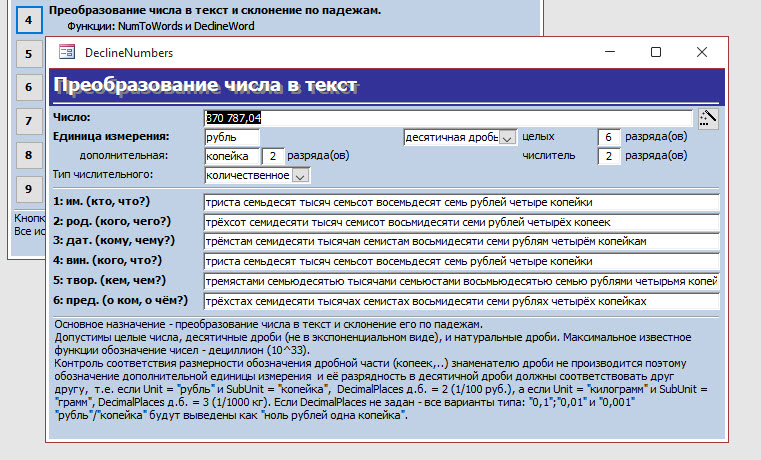 4
Преобразование числа в текст и склонение по падежам.
Функции: NumToWords и DeclineWord
5
6
7
8
9
DeclineNumbers
Преобразование числа в текст
Число:
370 787,04
Единица измерения:
рубль
десятичная дробь
целых
6
разряда(ов)
дополнительная:
копейка
2
разряда(ов)
числитель
2
разряда(ов)
Тип числительного:
количественное
1: им. (кто, что?)
триста семьдесят тысяч семьсот восемьдесят семь рублей четыре копейки
2: род. (кого, чего?)
трёхсот семидесяти тысяч семисот восьмидесяти семи рублей четырёх копеек
3: дат. (кому, чему?)
трёмстам семидесяти тысячам семистам восьмидесяти семи рублям четырём копейкам
4: вин. (кого, что?)
триста семьдесят тысяч семьсот восемьдесят семь рублей четыре копейки
5: твор. (кем, чем?)
тремястами семьюдесятью тысячами семьюстами восьмьюдесятью семью рублями четырьмя копей
6: пред. (о ком, о чём?)
трёхстах семидесяти тысячах семистах восьмидесяти семи рублях четырёх копейках
Кнопк
Все ис
Основное назначение - преобразование числа в текст и склонение его по падежам.
Допустимы целые числа, десятичные дроби (не в экспоненциальном виде), и натуральные дроби. Максимальное известное
функции обозначение чисел - дециллион (10^33).
Контроль соответствия размерности обозначения дробной части (копеек,..) знаменателю дроби не производится поэтому
обозначение дополнительной единицы измерения и её разрядность в десятичной дроби должны соответствовать друг
другу, т.е. если Unit = "рубль" и SubUnit = "копейка", DecimalPlaces д.б. = 2 (1/100 руб.), а если Unit = "килограмм" и SubUnit =
"грамм", DecimalPlaces д.б. = 3 (1/1000 кг). Если DecimalPlaces не задан - все варианты типа: "0,1";"0,01" и "0,001"
"рубль"/"копейка" будут выведены как "ноль рублей одна копейка".